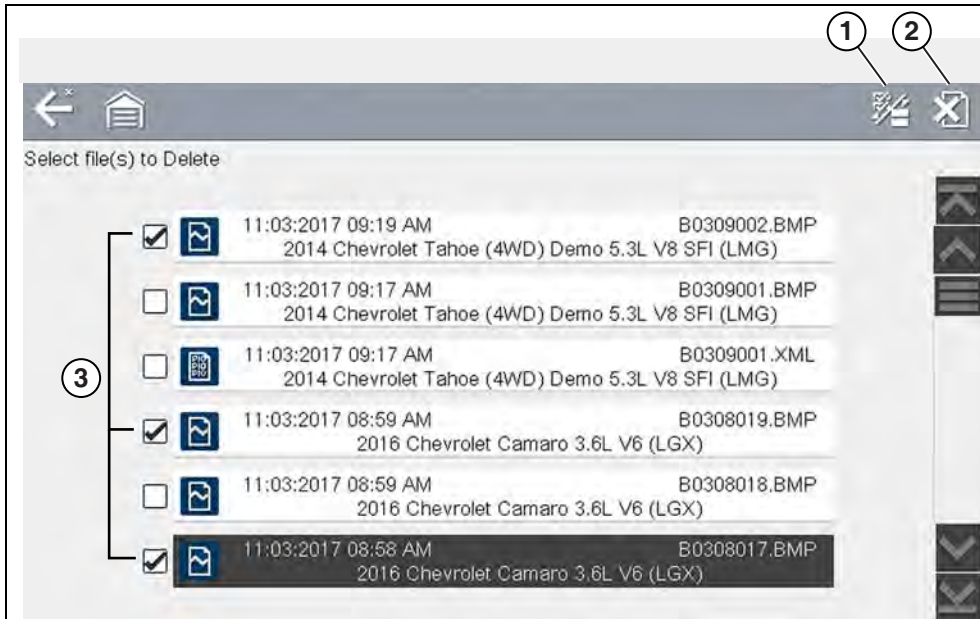 1 2
Select file(s) to Delete
11:03:2017 09:19 AM B0309002.BMP
2014 Chevrolet Tahoe (4WD) Demo 5.3L V8 SFI (LMG)
11:03:2017 09:17 AM B0309001.BMP
2014 Chevrolet Tahoe (4WD) Demo 5.3L V8 SFI (LMG)
11:03:2017 09:17 AM B0309001.XML
2014 Chevrolet Tahoe (4WD) Demo 5.3L V8 SFI (LMG)
3
11:03:2017 08:59 AM B0308019.BMP
2016 Chevrolet Camaro 3.6L V6 (LGX)
11:03:2017 08:59 AM B0308018.BMP
2016 Chevrolet Camaro 3.6L V6 (LGX)
11:03:2017 08:58 AM B0308017.BMP
2016 Chevrolet Camaro 3.6L V6 (LGX)